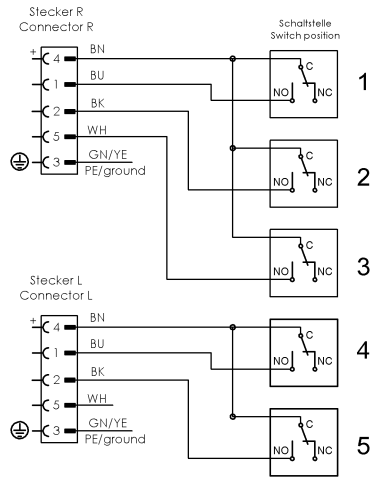 Stecker R
Connector R
Schaltstelle
Switch position
+ 4 BN
1 BU
2 BK
5 WH
3 GN/YE
PE/ground
C
NO NC
1
C
NO NC
2
C
NO NC
3
Stecker L
Connector L
+ 4 BN
1 BU
2 BK
5 WH
3 GN/YE
PE/ground
C
NO NC
4
C
NO NC
5